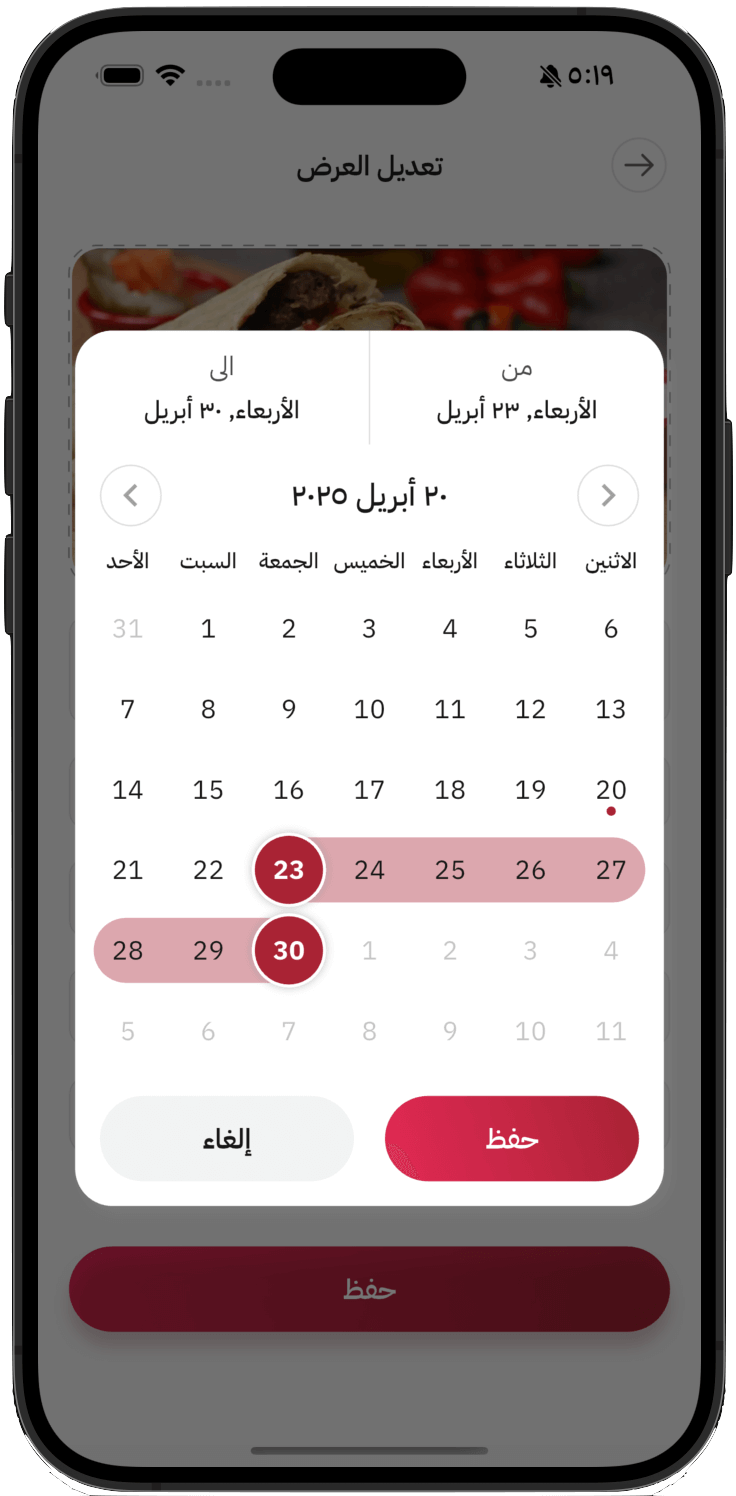 ٥:١٩
تعديل العرض
من
الأربعاء, ٢٣ أبريل
الى
الأربعاء, ٣٠ أبريل
٢٠ أبريل ٢٠٢٥
الاثنين الثلاثاء الأربعاء الخميس الجمعة السبت الأحد
31 1 2 3 4 5 6
7 8 9 10 11 12 13
14 15 16 17 18 19 20
21 22 23 24 25 26 27
28 29 30 1 2 3 4
5 6 7 8 9 10 11
حفظ
إلغاء
حفظ